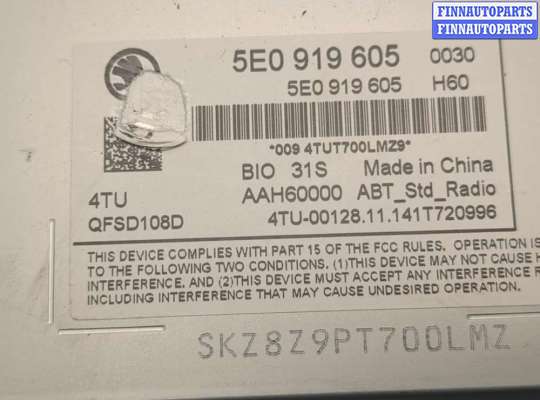 FINNAUTOPARTS
FINNAUTOPARTS
5E0 919 605 0030
5E0 919 605 H60
*009 4TUT700LMZ9*
BIO 31S Made in China
4TU AAH60000 ABT_Std_Radio
QFSD108D 4TU-00128.11.141T720996
THIS DEVICE COMPLIES WITH PART 15 OF THE FCC RULES. OPERATION IS
TO THE FOLLOWING TWO CONDITIONS. (1)THIS DEVICE MAY NOT CAUSE H
INTERFERENCE. AND (2)THIS DEVICE MUST ACCEPT ANY INTERFERENCE R
INCLUDING INTERFERENCE THAT MAY CAUSE UNDESIRED OPERATION.
SKZ8Z9PT700LMZ